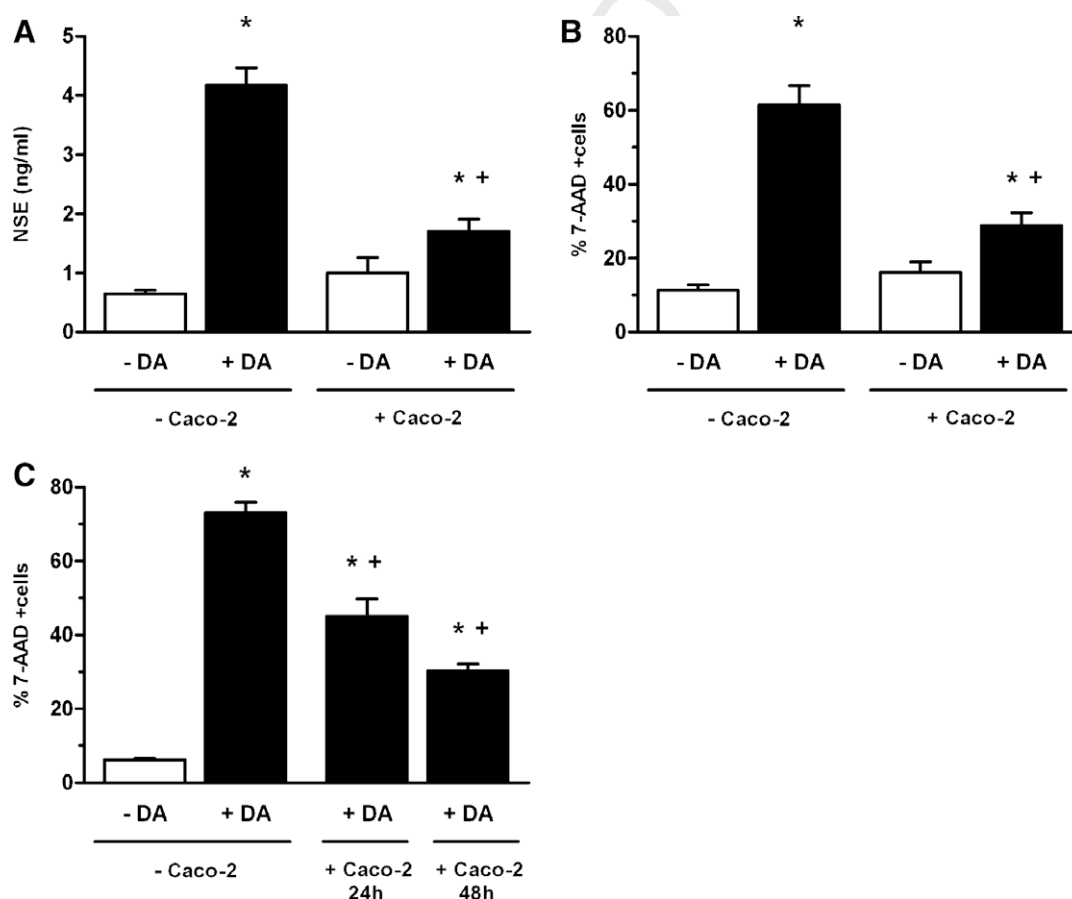 A
B
NSE (ng/ml)
5
4
3
2
1
0
*
* +
- DA
+ DA
- DA
+ DA
- Caco-2
+ Caco-2
% 7-AAD +cells
80
60
40
20
0
*
* +
- DA
+ DA
- DA
+ DA
- Caco-2
+ Caco-2
C
% 7-AAD +cells
80
60
40
20
0
*
* +
* +
- DA
+ DA
+ DA
+ DA
- Caco-2
+ Caco-2
24h
+ Caco-2
48h